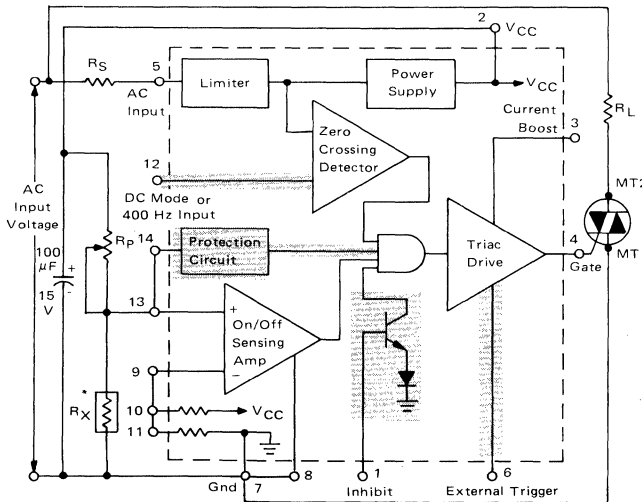 2
VCC
RS
5
AC
Input
Limiter
Power
Supply
VCC
RL
Current
Boost
3
Zero
Crossing
Detector
12
DC Mode or
400 Hz Input
MT2
AC
Input
Voltage
RP
14
Protection
Circuit
Triac
Drive
4
Gate
MT
100
μF
+
15
V
-
13
+
On/Off
Sensing
Amp
-
9
RX*
10
VCC
11
Gnd
7
8
1
Inhibit
6
External Trigger